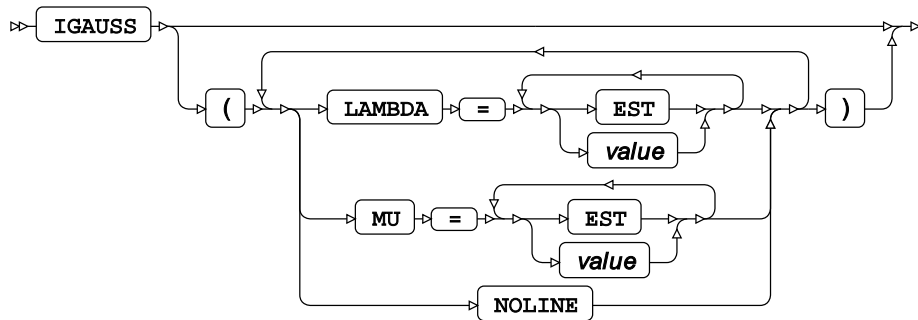 IGAUSS
( LAMBDA = EST )
value
MU = EST
value
NOLINE